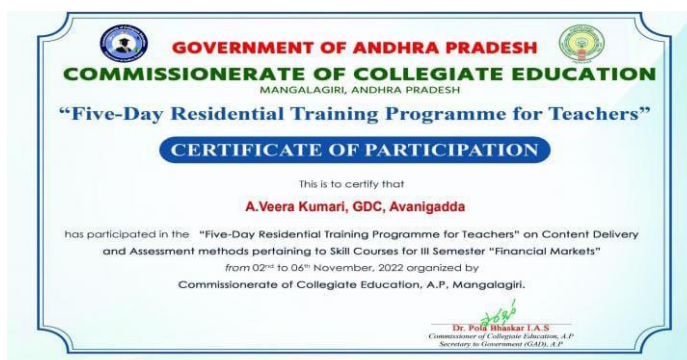 GOVERNMENT OF ANDHRA PRADESH
COMMISSIONERATE OF COLLEGIATE EDUCATION
MANGALAGIRI, ANDHRA PRADESH
“Five-Day Residential Training Programme for Teachers”
CERTIFICATE OF PARTICIPATION
This is to certify that
A.Veera Kumari, GDC, Avanigadda
has participated in the “Five-Day Residential Training Programme for Teachers” on Content Delivery
and Assessment methods pertaining to Skill Courses for III Semester “Financial Markets”
from 02nd to 06th November, 2022 organized by
Commissionerate of Collegiate Education, A.P, Mangalagiri.
Dr. Pola Bhaskar I.A.S
Commissioner of Collegiate Education, A.P
Secretary to Government (GAD), A.P